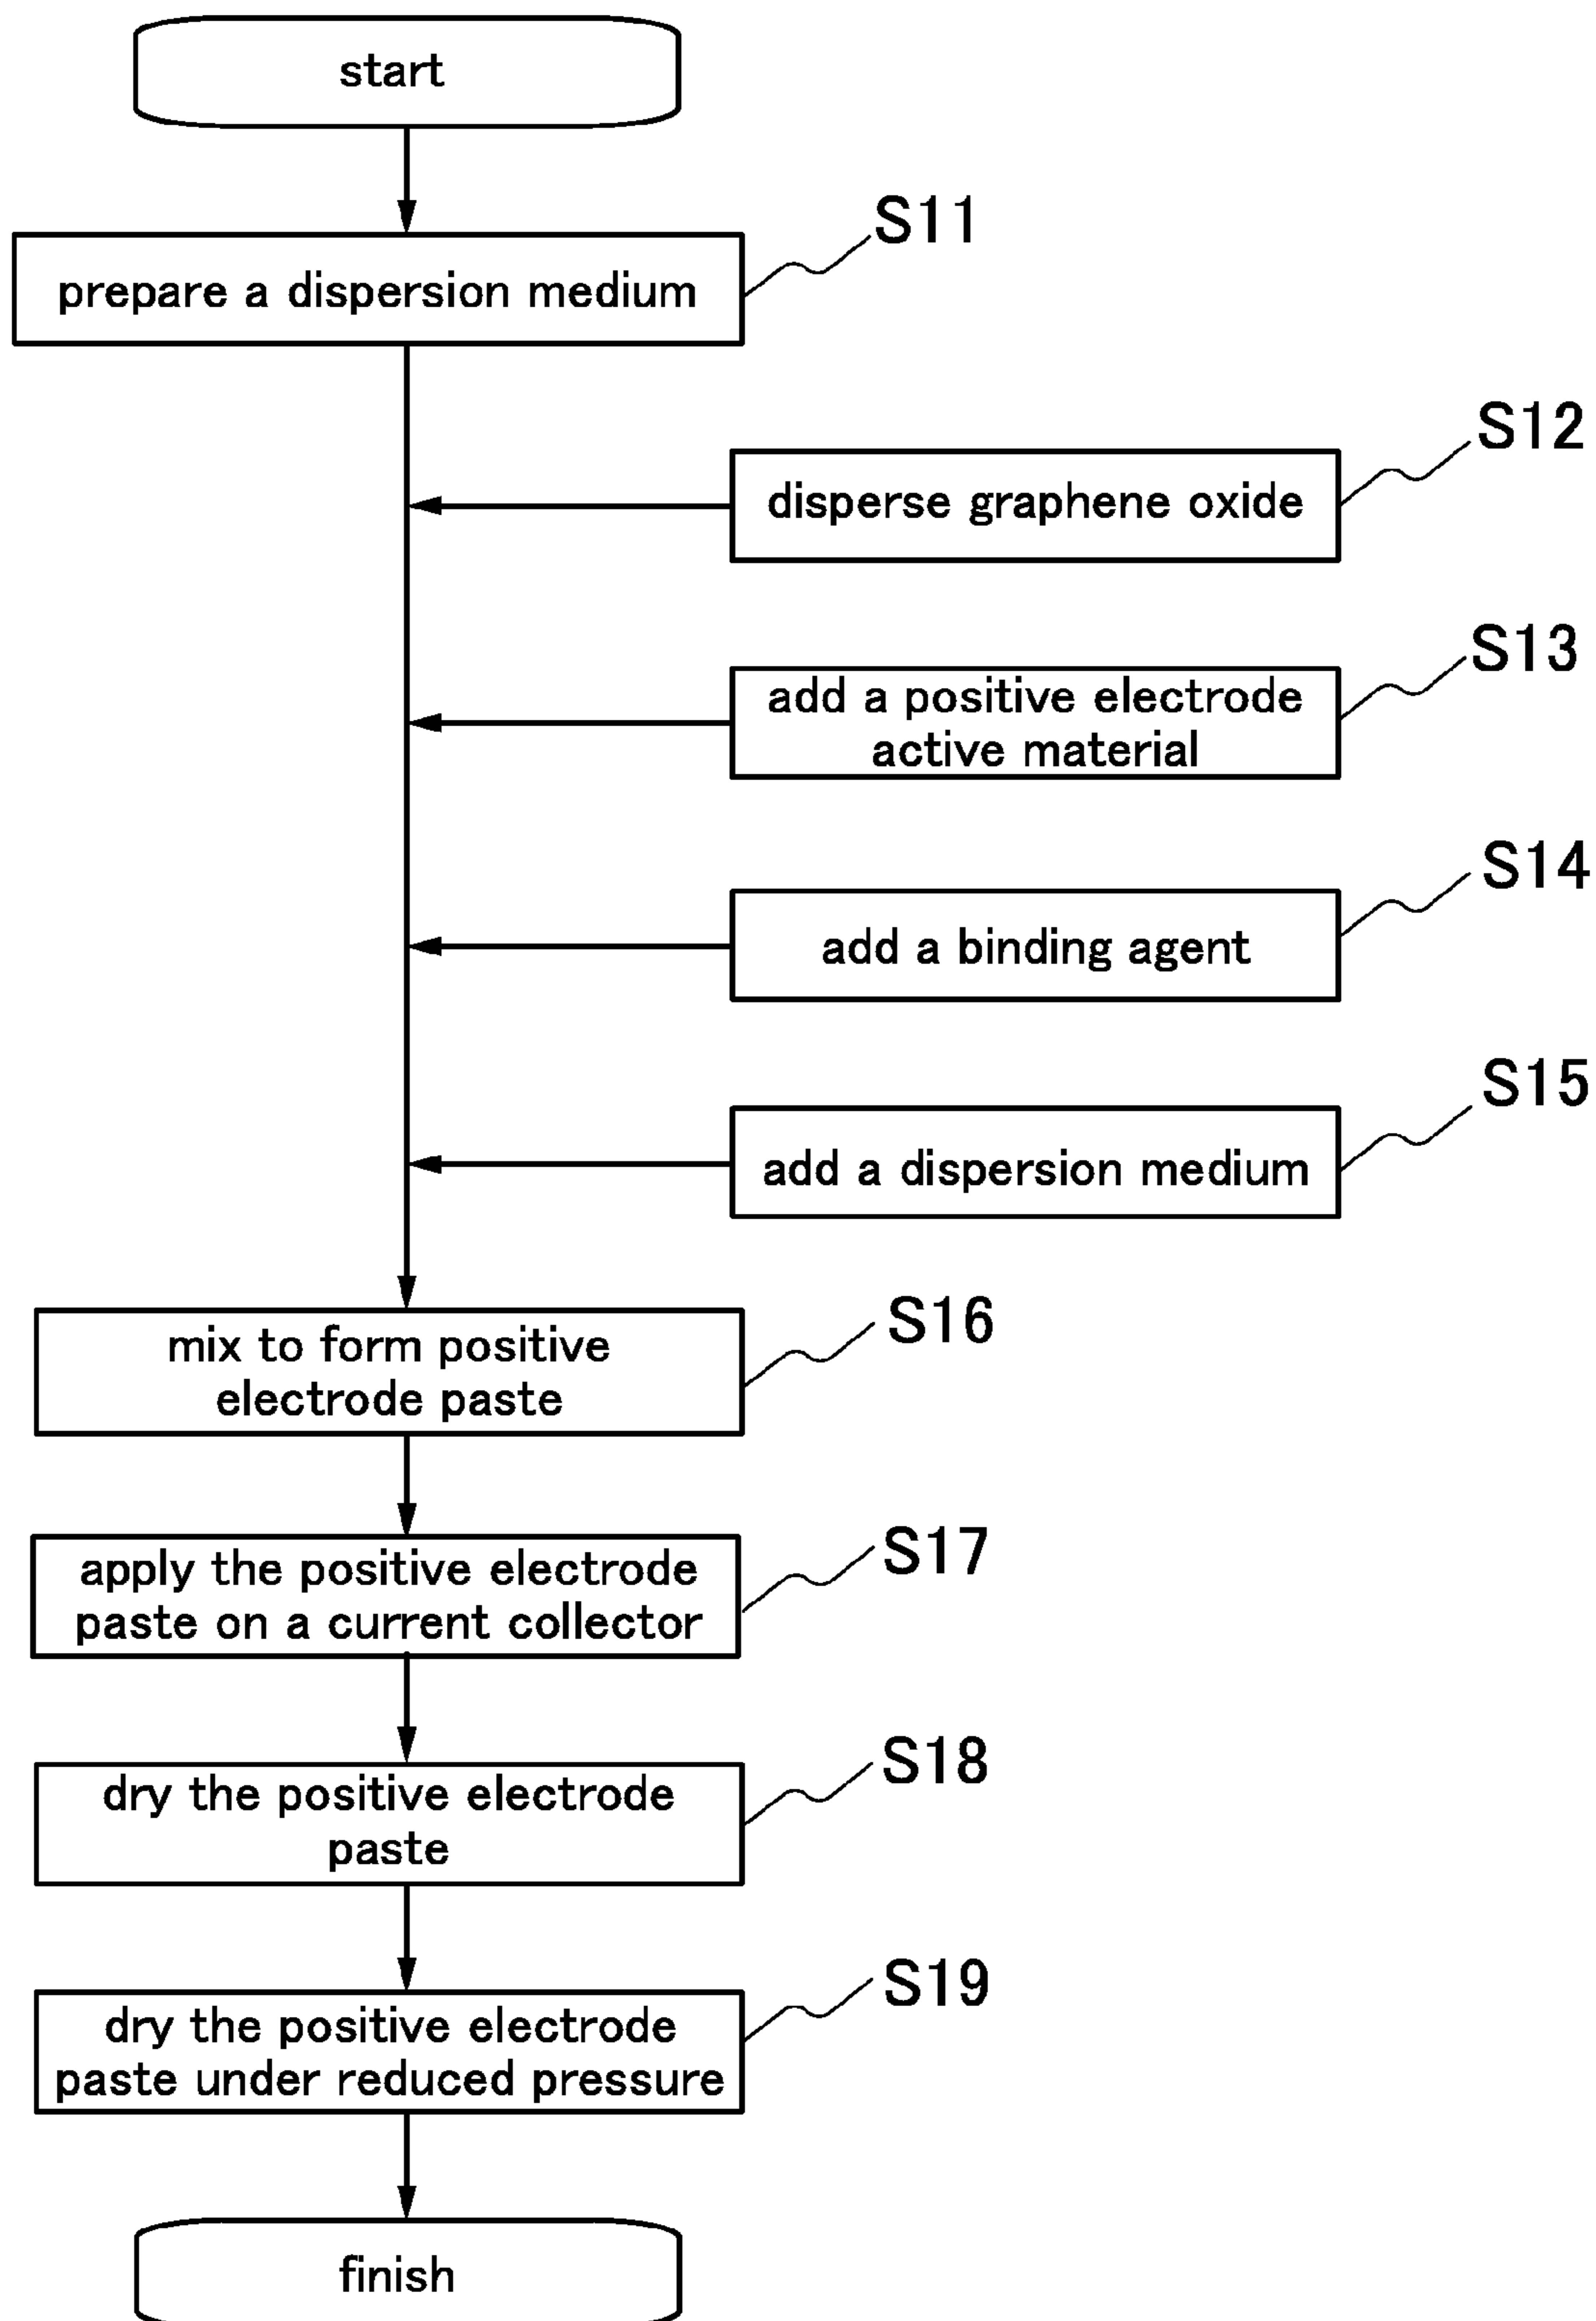 start
S11
prepare a dispersion medium
S12
disperse graphene oxide
S13
add a positive electrode
active material
S14
add a binding agent
S15
add a dispersion medium
S16
mix to form positive
electrode paste
S17
apply the positive electrode
paste on a current collector
S18
dry the positive electrode
paste
S19
dry the positive electrode
paste under reduced pressure
finish